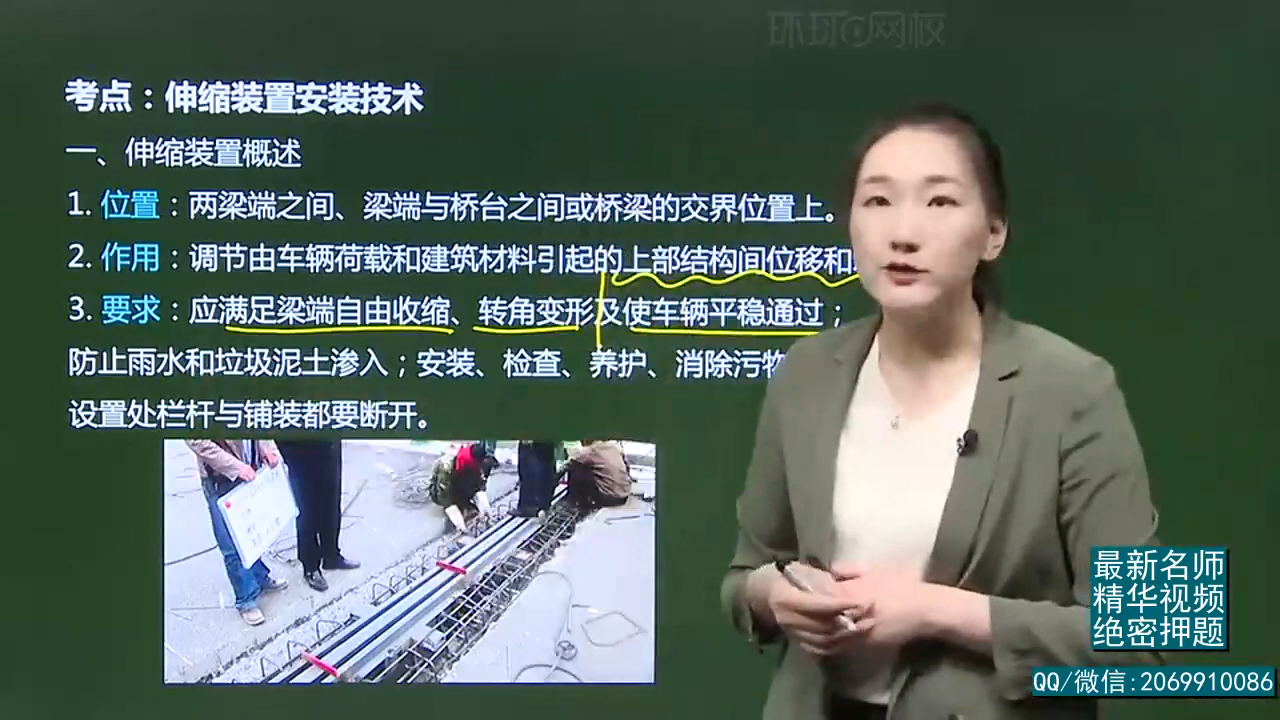 环球网校
考点：伸缩装置安装技术
一、伸缩装置概述
1. 位置：两梁端之间、梁端与桥台之间或桥梁的交界位置上。
2. 作用：调节由车辆荷载和建筑材料引起的上部结构间位移和
3. 要求：应满足梁端自由收缩、转角变形及使车辆平稳通过；
防止雨水和垃圾泥土渗入；安装、检查、养护、消除污物
设置处栏杆与铺装都要断开。
最新名师
精华视频
绝密押题
QQ/微信:2069910086